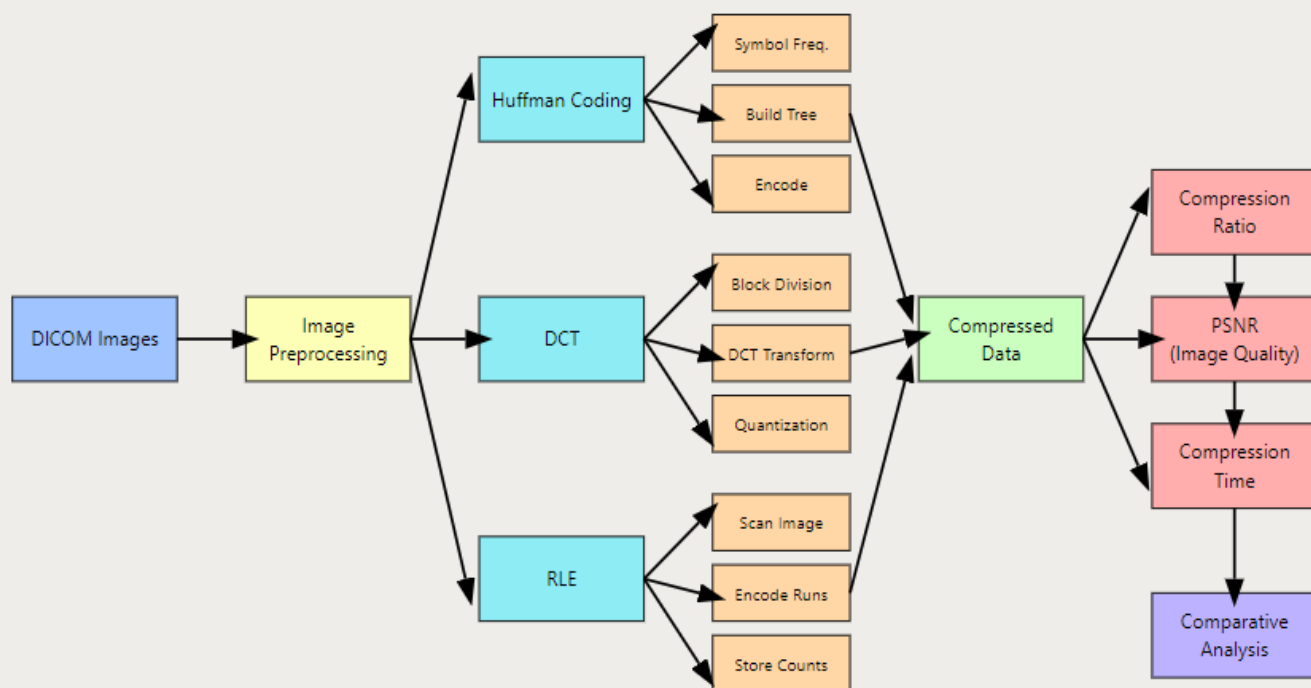 DICOM Images
Image
Preprocessing
Huffman Coding
Symbol Freq.
Build Tree
Encode
DCT
Block Division
DCT Transform
Quantization
RLE
Scan Image
Encode Runs
Store Counts
Compressed
Data
Compression
Ratio
PSNR
(Image Quality)
Compression
Time
Comparative
Analysis